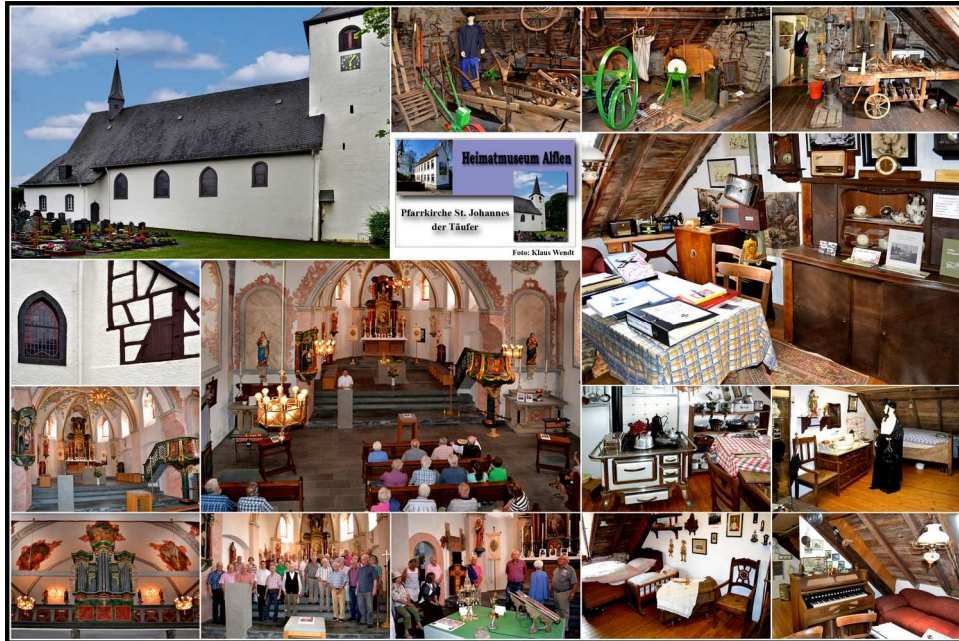 Heimatmuseum Alflen
Pfarrkirche St. Johannes
der Täufer
Foto: Klaus Wendt